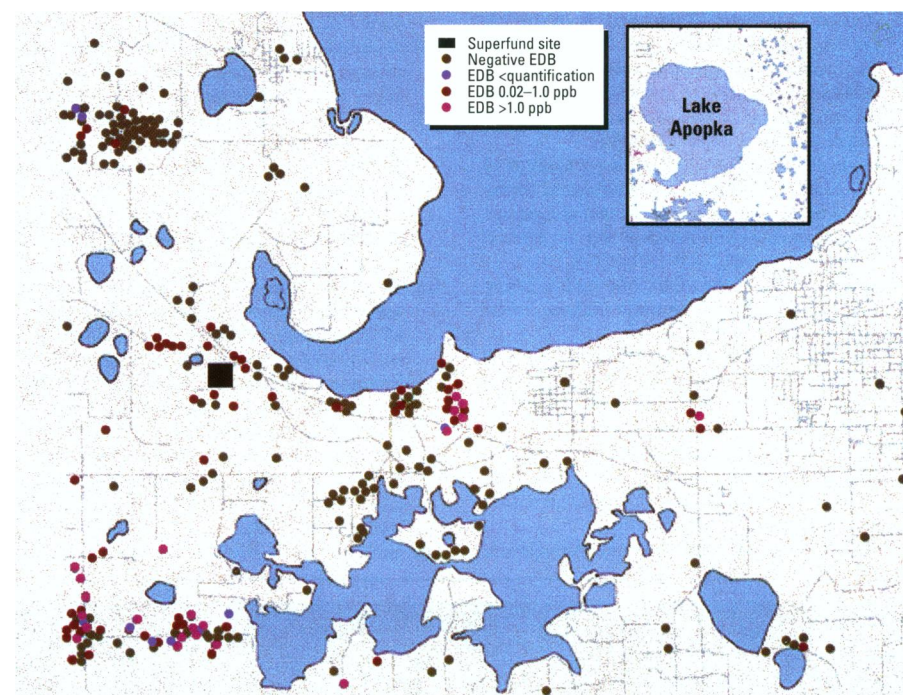 Superfund site
Negative EDB
EDB <quantification
EDB 0.02–1.0 ppb
EDB >1.0 ppb
Lake
Apopka